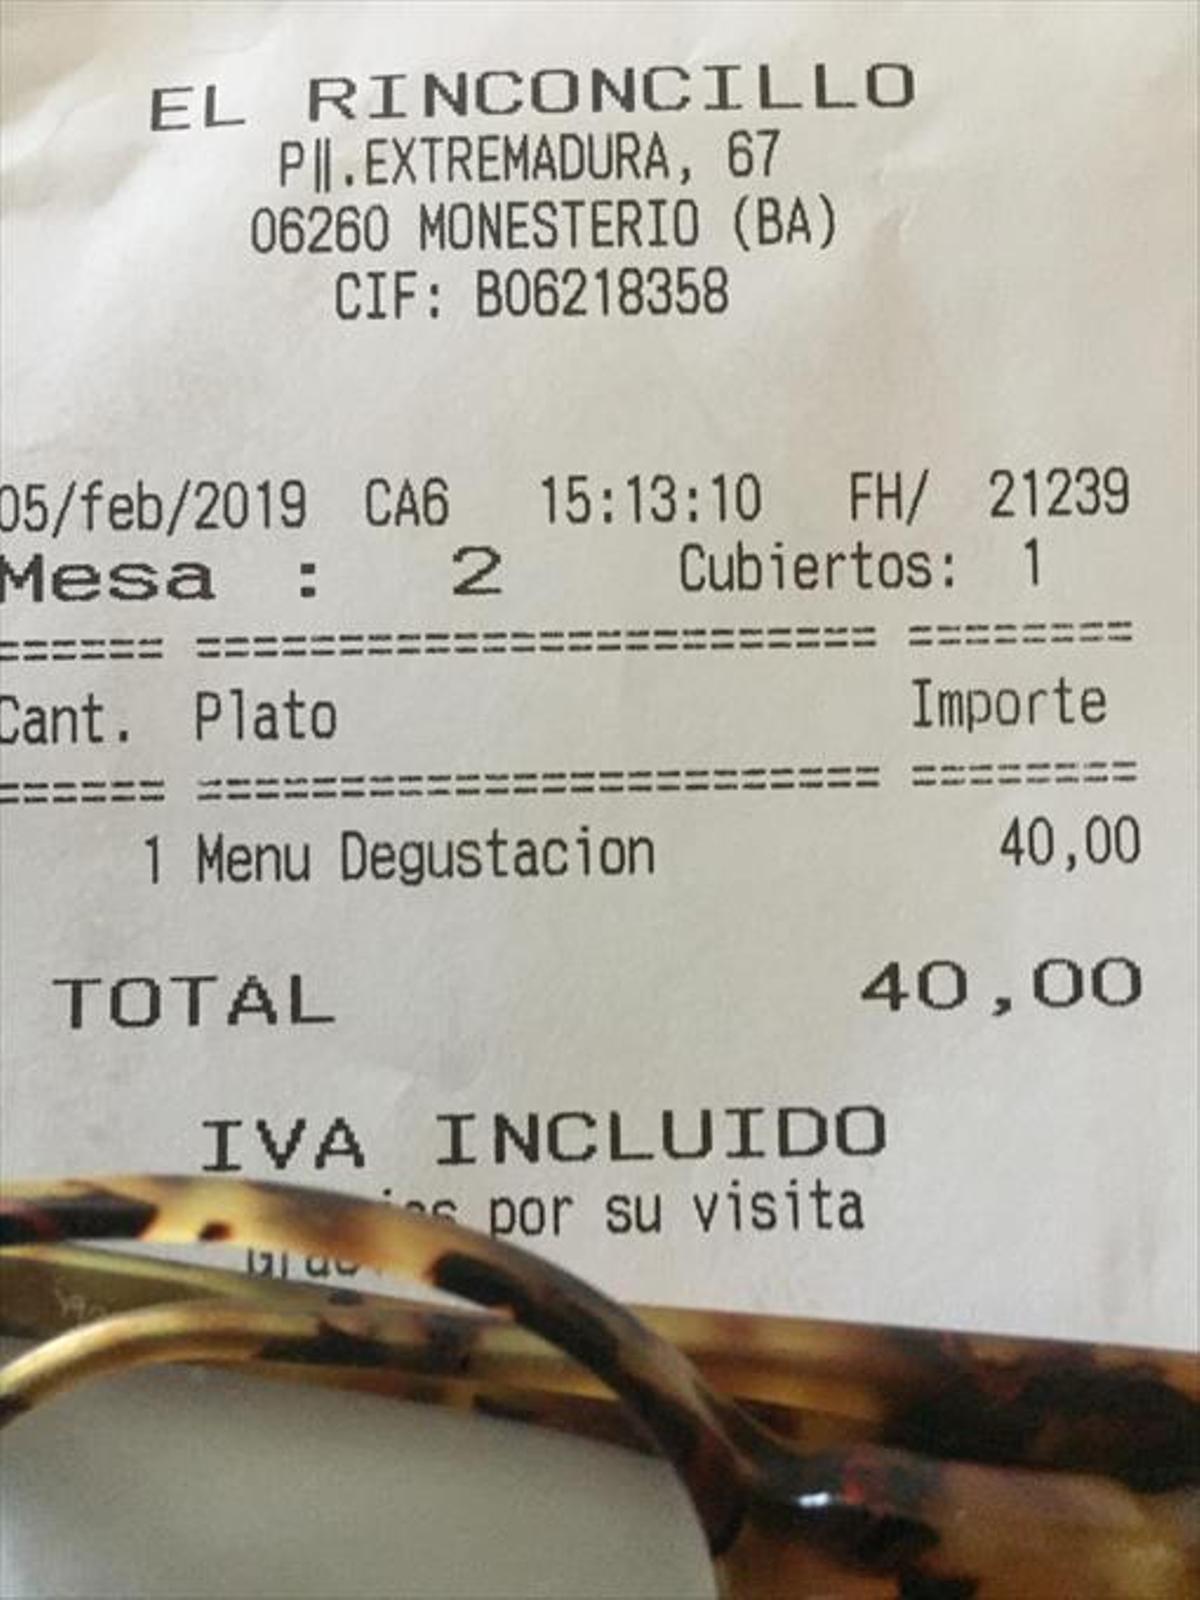 EL RINCONCILLO
P‖.EXTREMADURA, 67
06260 MONESTERIO (BA)
CIF: B06218358
05/feb/2019 CA6 15:13:10 FH/ 21239
Mesa : 2 Cubiertos: 1
====== ======================== ========
Cant. Plato Importe
====== ======================== ========
1 Menu Degustacion 40,00
TOTAL 40,00
IVA INCLUIDO
por su visita